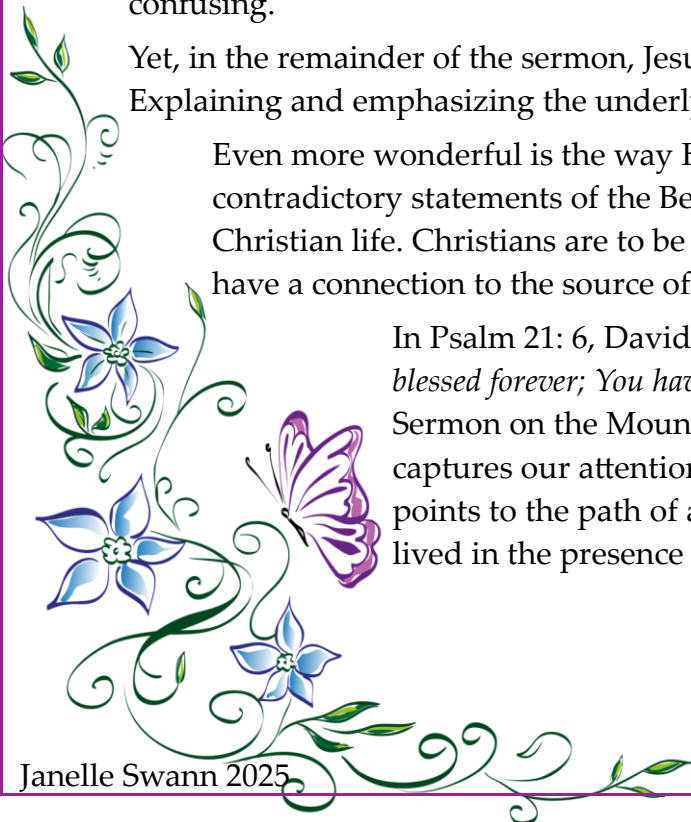 confusing.
Yet, in the remainder of the sermon, Jesu
Explaining and emphasizing the underl
Even more wonderful is the way
contradictory statements of the Be
Christian life. Christians are to be
have a connection to the source of
In Psalm 21: 6, David
blessed forever; You hav
Sermon on the Moun
captures our attention
points to the path of a
lived in the presence
Janelle Swann 2025